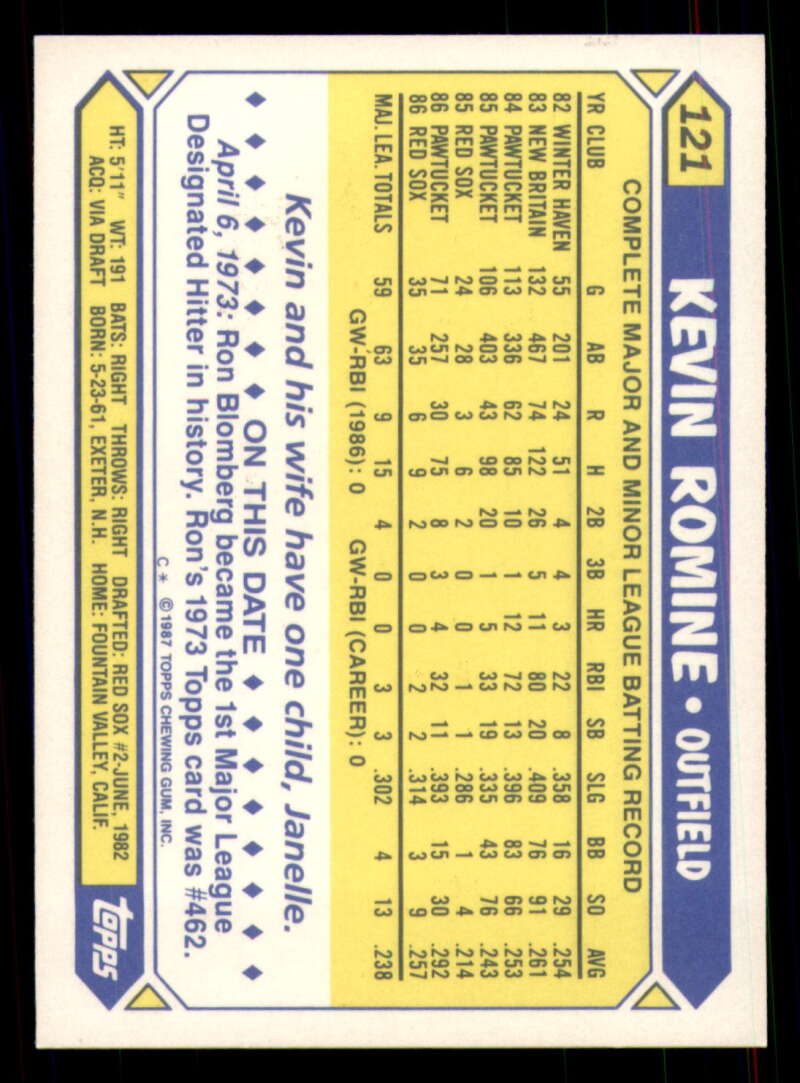 121 KEVIN ROMINE • OUTFIELD
COMPLETE MAJOR AND MINOR LEAGUE BATTING RECORD
YR CLUB G AB R H 2B 3B HR RBI SB SLG BB SO AVG
82 WINTER HAVEN 55 201 24 51 4 4 3 22 8 .358 16 29 .254
83 NEW BRITAIN 132 467 74 122 26 5 11 80 20 .409 76 91 .261
84 PAWTUCKET 113 336 62 85 10 1 12 72 13 .396 83 66 .253
85 PAWTUCKET 106 403 43 98 20 1 5 33 19 .335 43 76 .243
85 RED SOX 24 28 3 6 2 0 0 1 1 .286 1 4 .214
86 PAWTUCKET 71 257 30 75 8 3 4 32 11 .393 15 30 .292
86 RED SOX 35 35 6 9 2 0 0 2 2 .314 3 9 .257
MAJ. LEA. TOTALS 59 63 9 15 4 0 0 3 3 .302 4 13 .238
GW-RBI (1986): 0 GW-RBI (CAREER): 0
Kevin and his wife have one child, Janelle.
♦ ♦ ♦ ♦ ♦ ♦ ON THIS DATE ♦ ♦ ♦ ♦ ♦ ♦
April 6, 1973: Ron Blomberg became the 1st Major League
Designated Hitter in history. Ron's 1973 Topps card was #462.
C * © 1987 TOPPS CHEWING GUM, INC.
HT: 5'11" WT: 191 BATS: RIGHT THROWS: RIGHT DRAFTED: RED SOX #2-JUNE, 1982
ACQ: VIA DRAFT BORN: 5-23-61, EXETER, N.H. HOME: FOUNTAIN VALLEY, CALIF.
topps